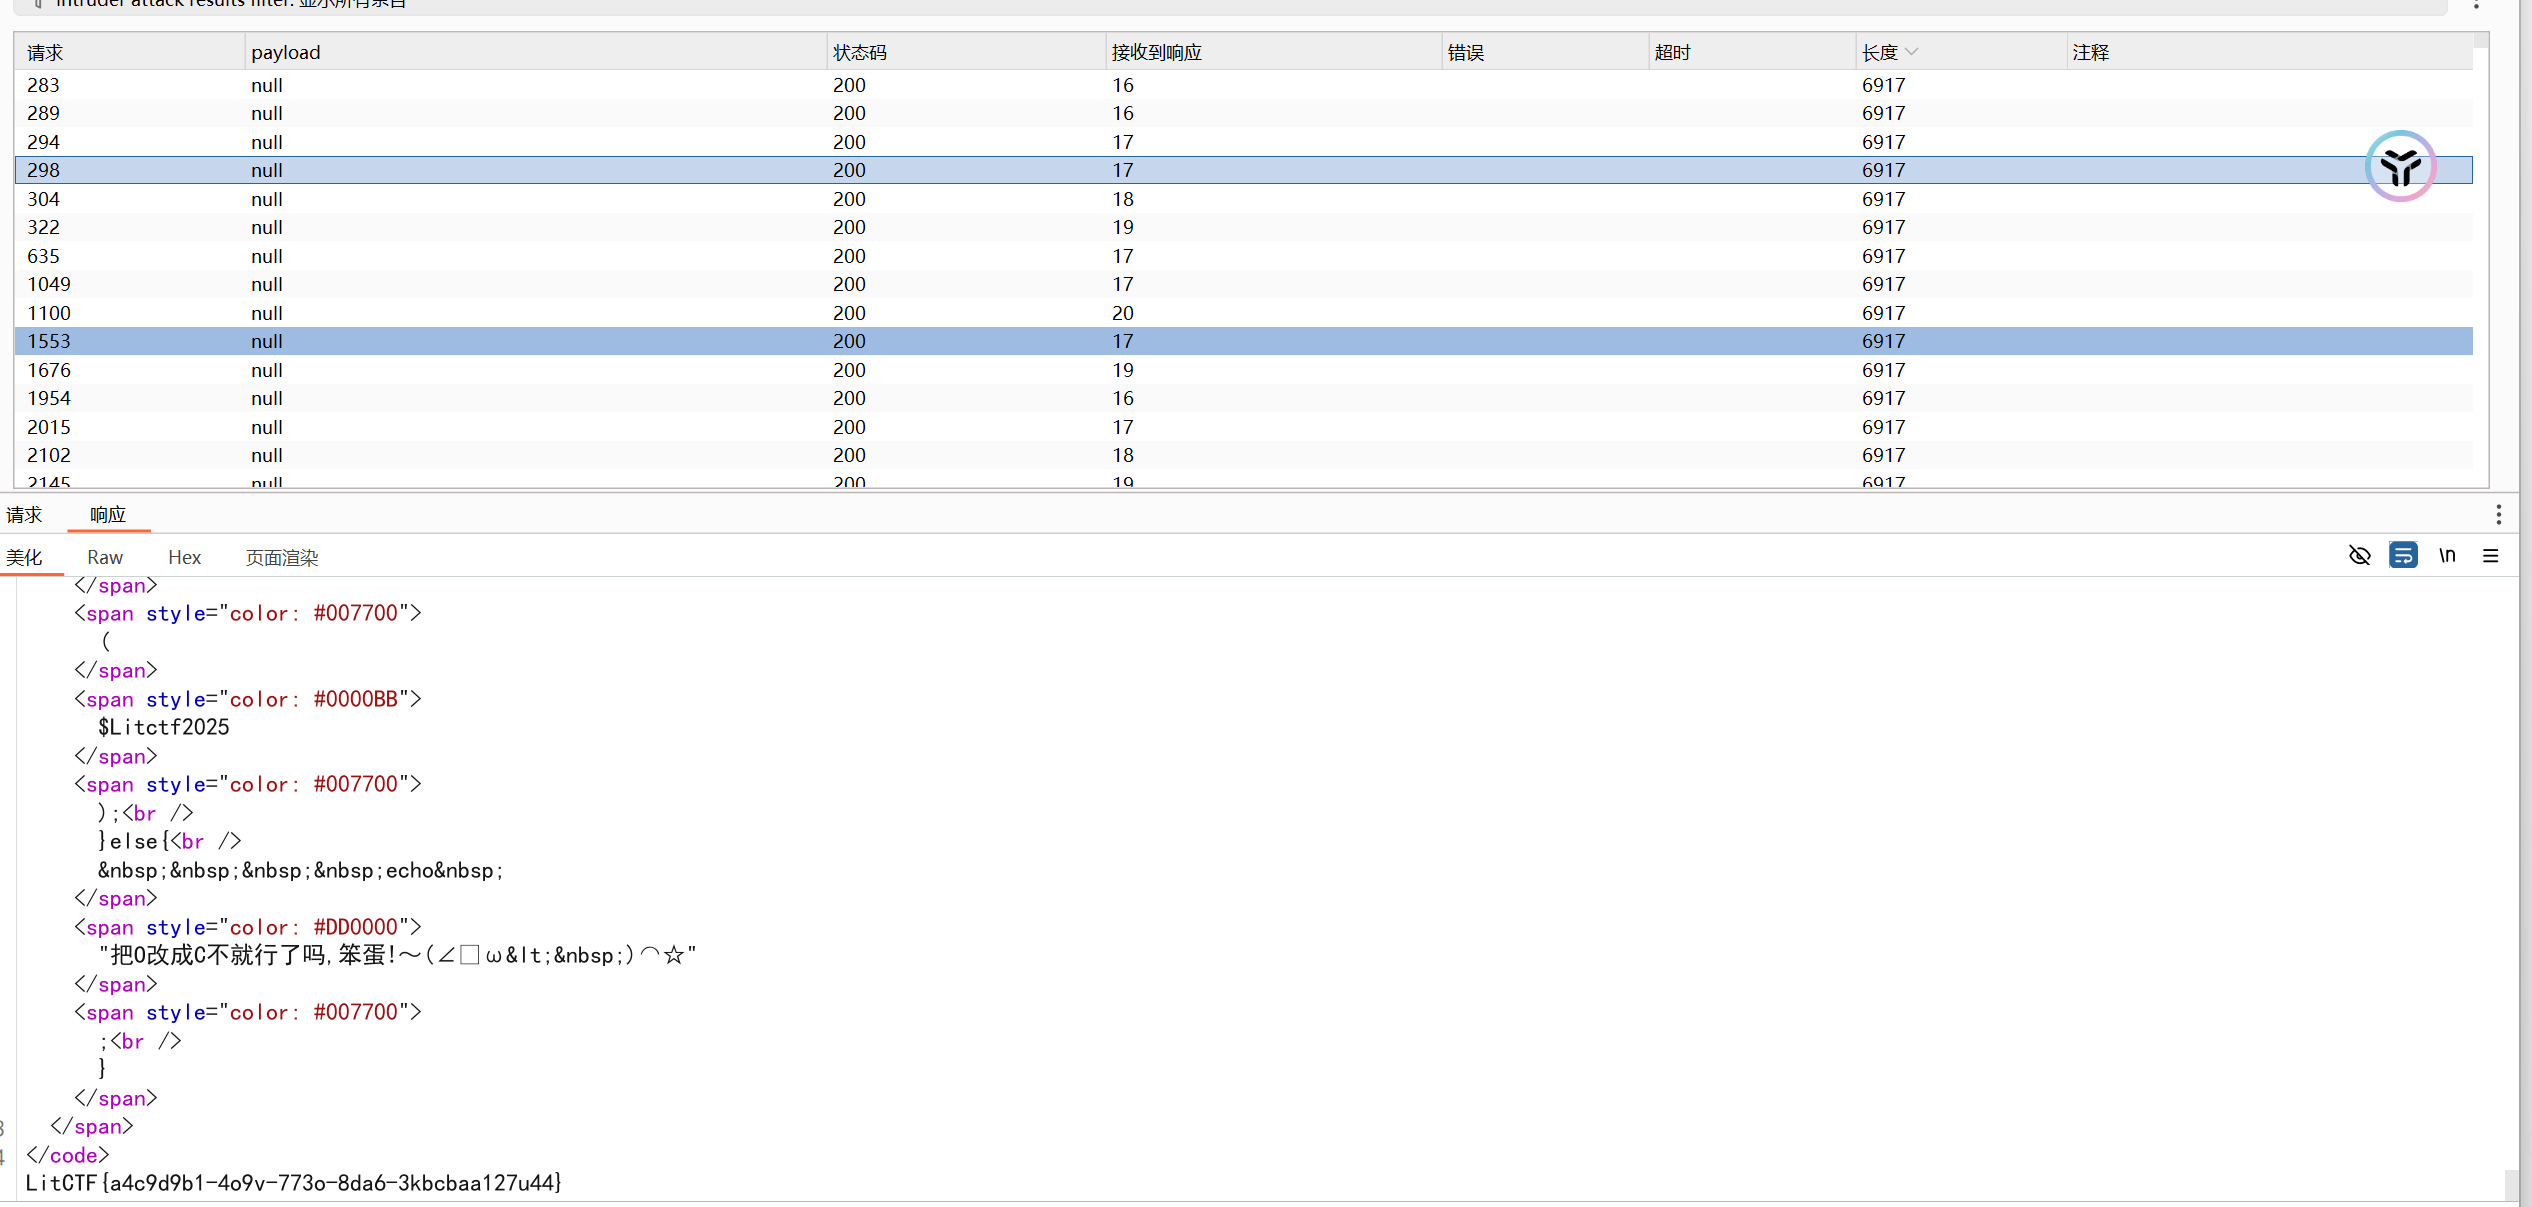 Intruder attack results filter: 显示所有条目
请求 payload 状态码 接收到响应 错误 超时 长度 注释
283 null 200 16 6917
289 null 200 16 6917
294 null 200 17 6917
298 null 200 17 6917
304 null 200 18 6917
322 null 200 19 6917
635 null 200 17 6917
1049 null 200 17 6917
1100 null 200 20 6917
1553 null 200 17 6917
1676 null 200 19 6917
1954 null 200 16 6917
2015 null 200 17 6917
2102 null 200 18 6917
2145 null 200 19 6917
请求 响应
美化 Raw Hex 页面渲染 \n
</span>
<span style="color: #007700">
(
</span>
<span style="color: #0000BB">
$Litctf2025
</span>
<span style="color: #007700">
);<br />
}else{<br />
&nbsp;&nbsp;&nbsp;&nbsp;echo&nbsp;
</span>
<span style="color: #DD0000">
"把O改成C不就行了吗,笨蛋!～(∠□ω&lt;&nbsp;)⌒☆"
</span>
<span style="color: #007700">
;<br />
}
</span>
</span>
</code>
LitCTF{a4c9d9b1-4o9v-773o-8da6-3kbcbaa127u44}